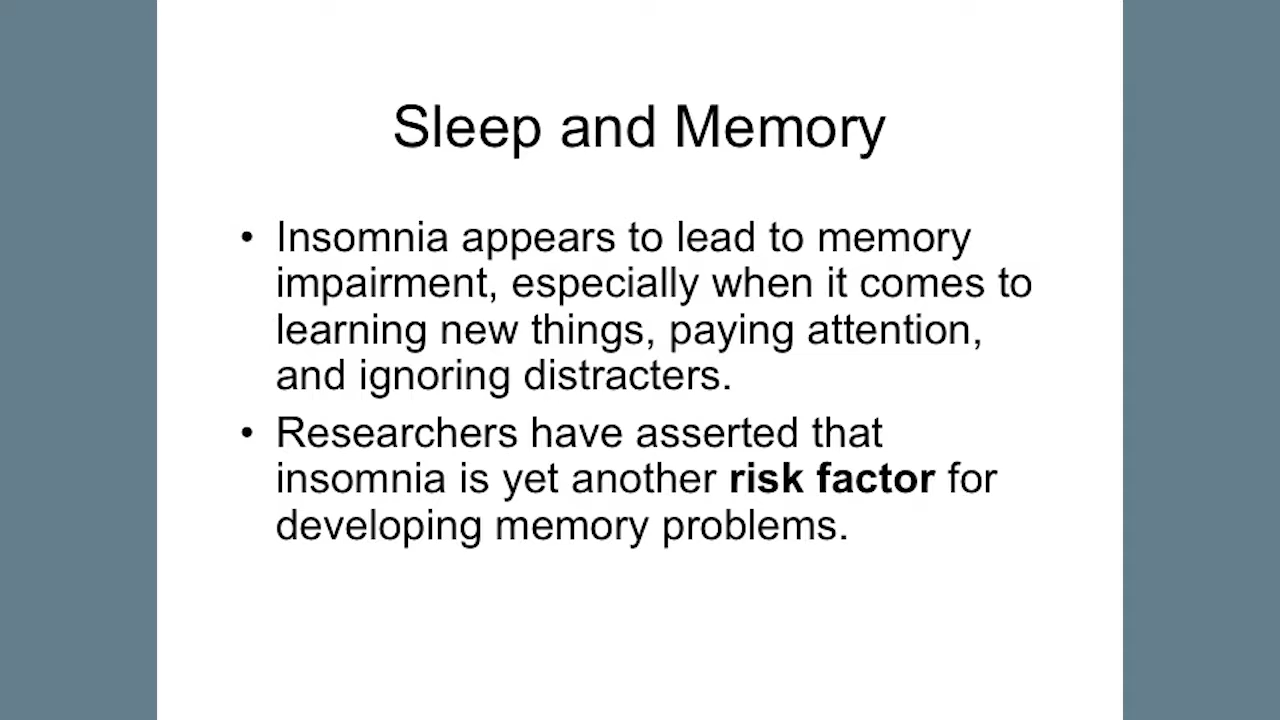 Sleep and Memory
• Insomnia appears to lead to memory
impairment, especially when it comes to
learning new things, paying attention,
and ignoring distracters.
• Researchers have asserted that
insomnia is yet another risk factor for
developing memory problems.